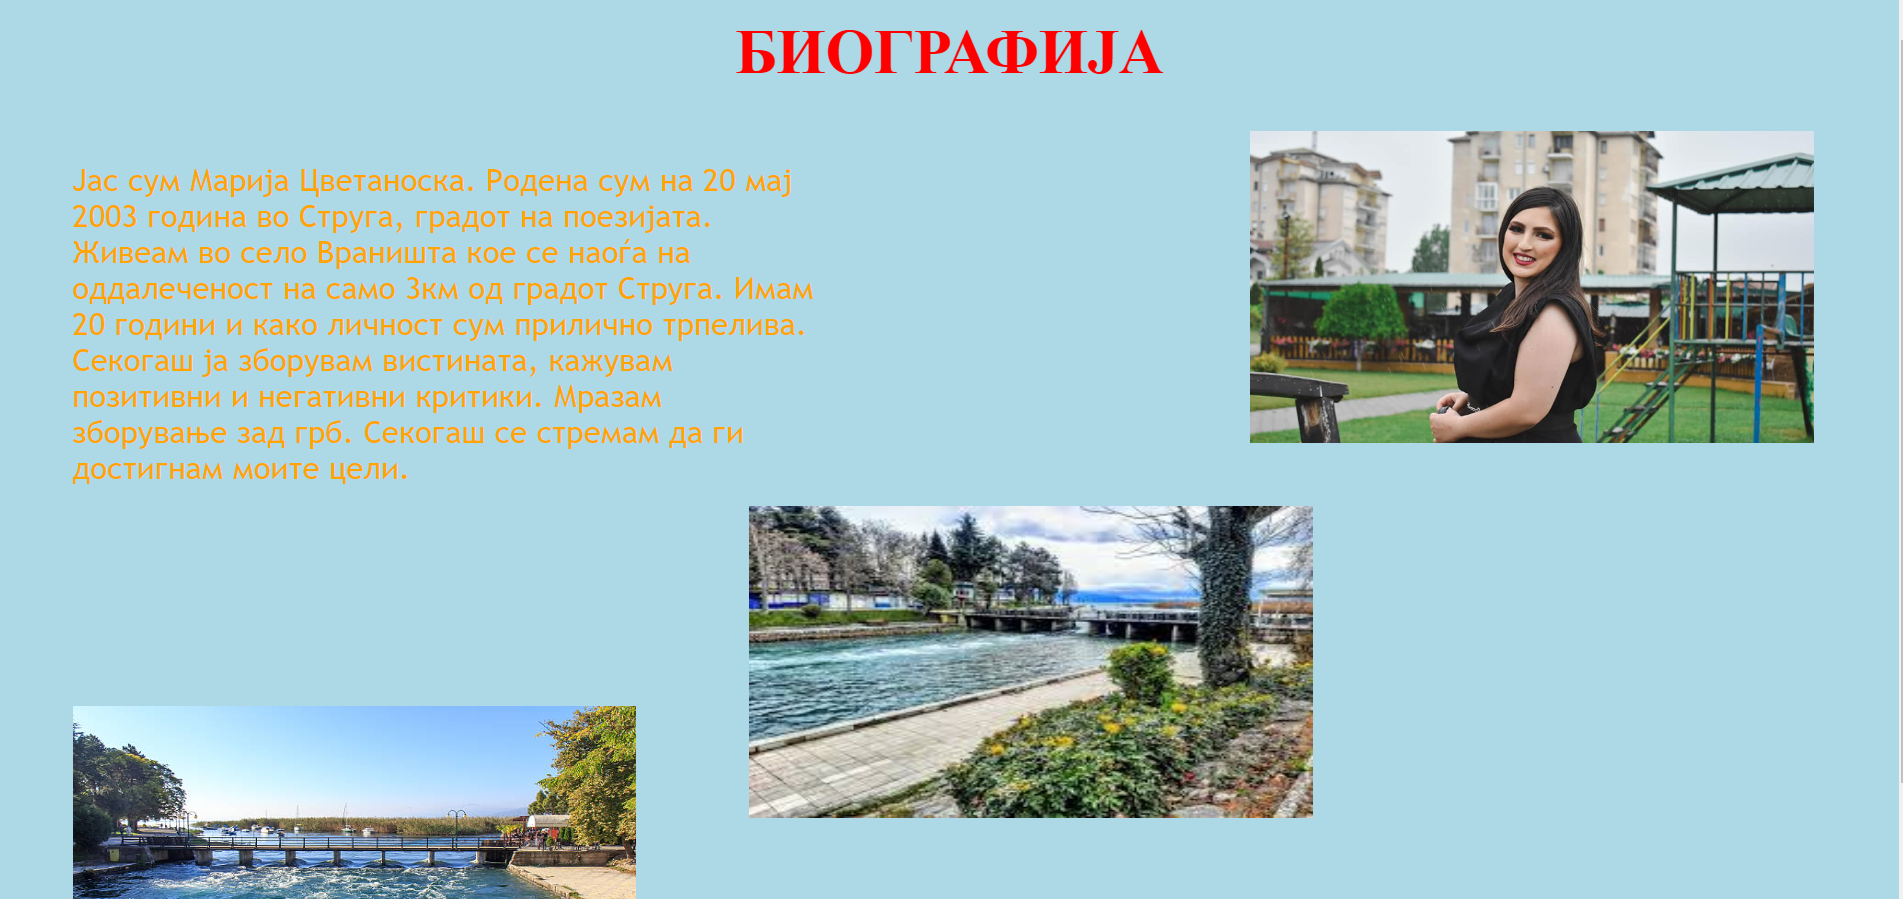 БИОГРАФИЈА
Јас сум Марија Цветаноска. Родена сум на 20 мај
2003 година во Струга, градот на поезијата.
Живеам во село Враништа кое се наоѓа на
оддалеченост на само 3км од градот Струга. Имам
20 години и како личност сум прилично трпелива.
Секогаш ја зборувам вистината, кажувам
позитивни и негативни критики. Мразам
зборување зад грб. Секогаш се стремам да ги
достигнам моите цели.